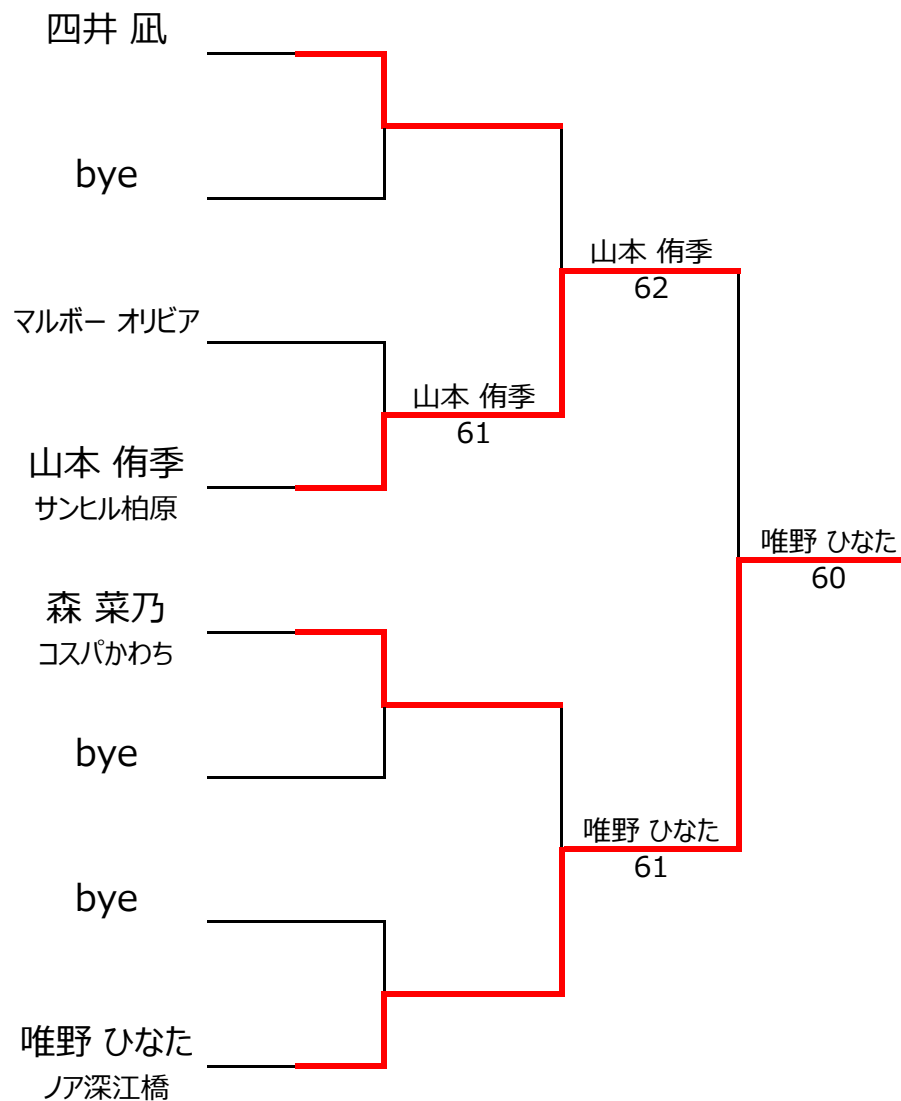 四井 凪
bye
マルボー オリビア
山本 侑季
サンヒル柏原
森 菜乃
コスパかわち
bye
bye
唯野 ひなた
ノア深江橋
山本 侑季
61
山本 侑季
62
唯野 ひなた
61
唯野 ひなた
60